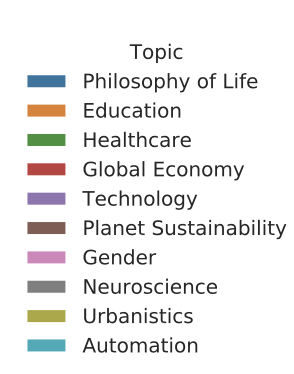 Topic
Philosophy of Life
Education
Healthcare
Global Economy
Technology
Planet Sustainability
Gender
Neuroscience
Urbanistics
Automation